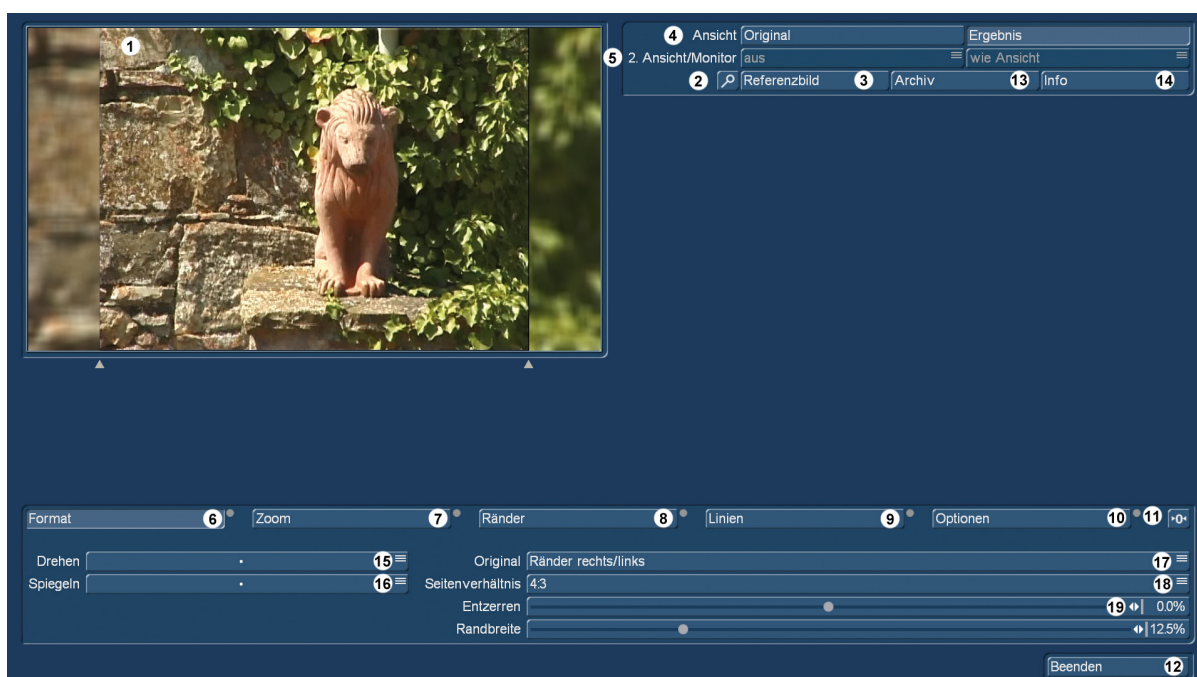 1
4 Ansicht Original Ergebnis
5 2. Ansicht/Monitor aus wie Ansicht
2 Referenzbild 3 Archiv 13 Info 14
Format 6 Zoom 7 Ränder 8 Linien 9 Optionen 10 11 ▸0◂
Drehen 15 Original Ränder rechts/links 17
Spiegeln 16 Seitenverhältnis 4:3 18
Entzerren 19 0.0%
Randbreite 12.5%
Beenden 12